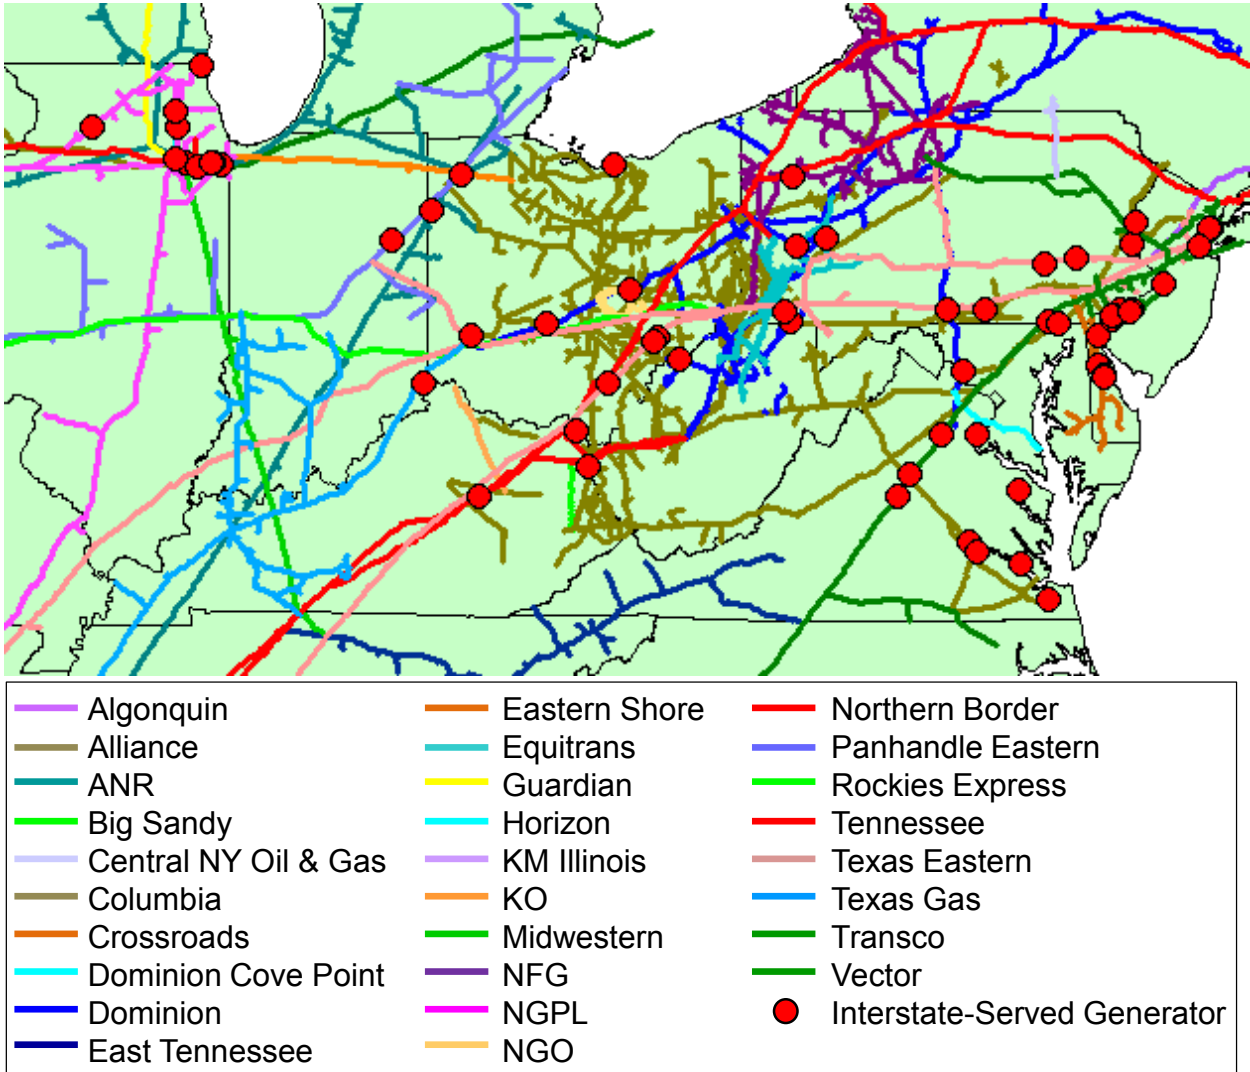 Algonquin
Alliance
ANR
Big Sandy
Central NY Oil & Gas
Columbia
Crossroads
Dominion Cove Point
Dominion
East Tennessee
Eastern Shore
Equitrans
Guardian
Horizon
KM Illinois
KO
Midwestern
NFG
NGPL
NGO
Northern Border
Panhandle Eastern
Rockies Express
Tennessee
Texas Eastern
Texas Gas
Transco
Vector
Interstate-Served Generator